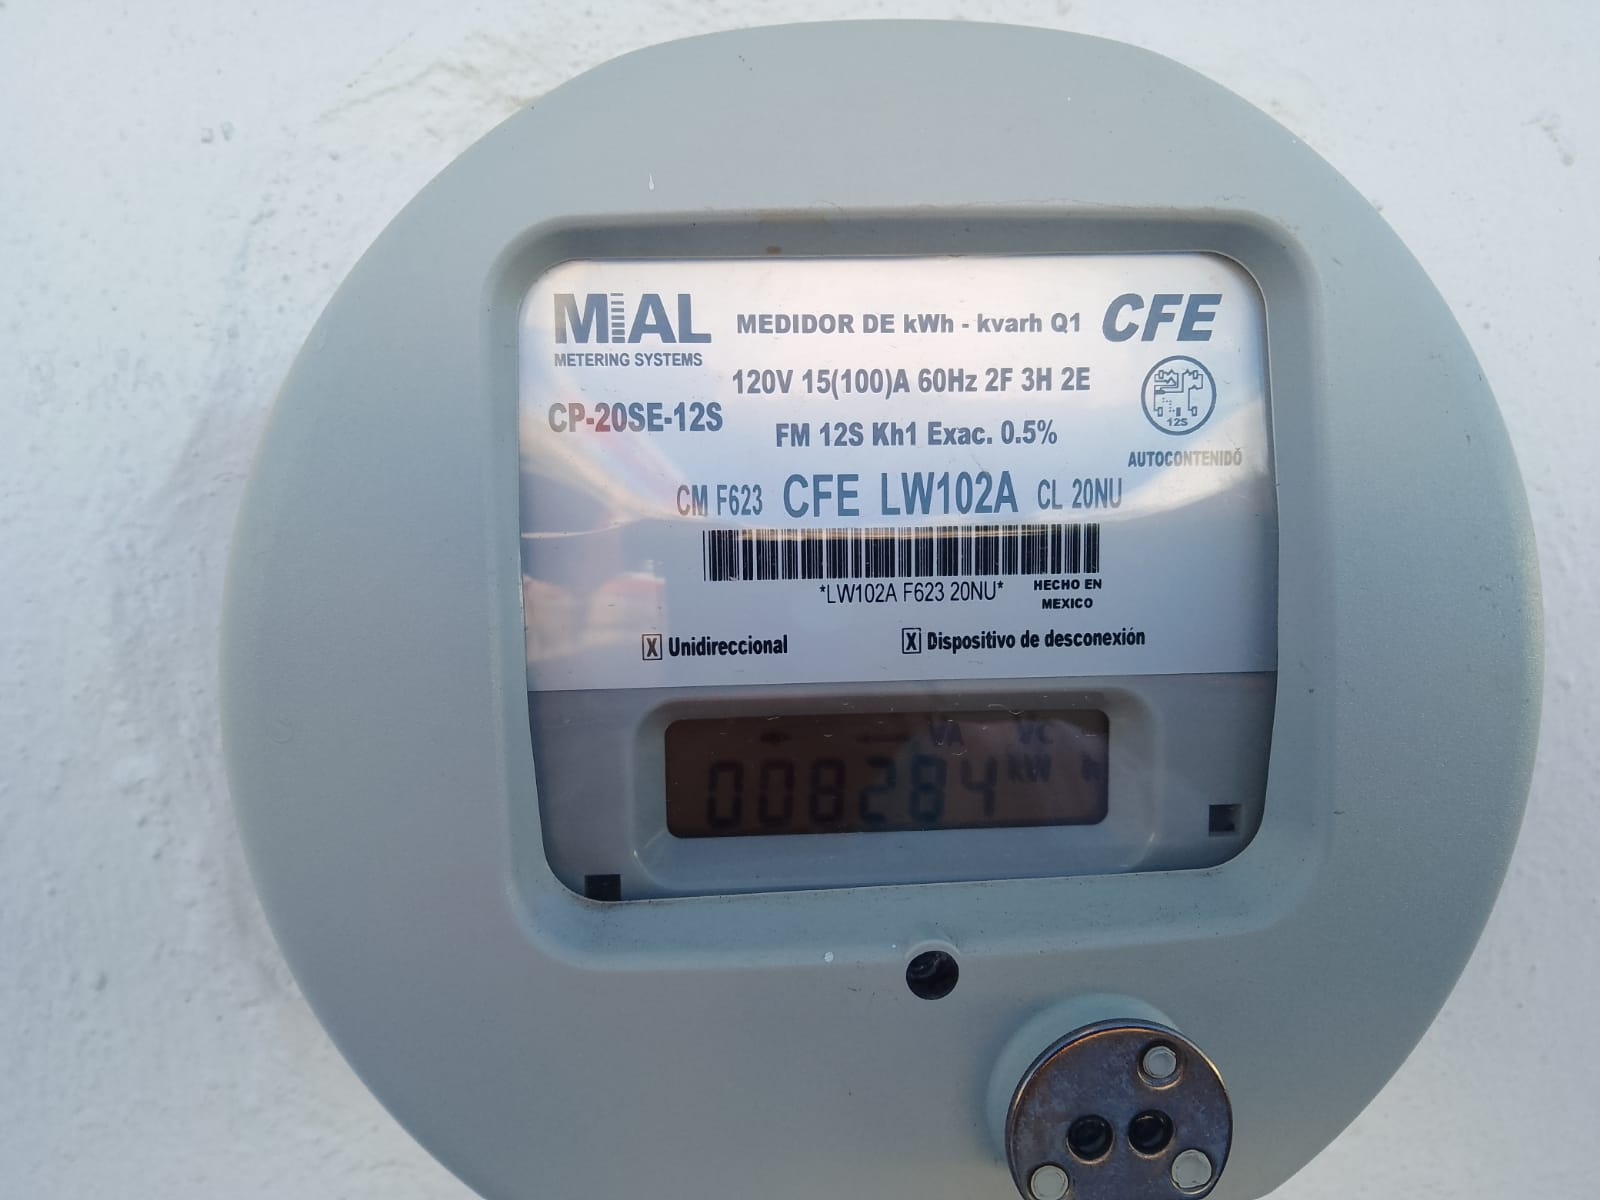 MIAL
METERING SYSTEMS
MEDIDOR DE kWh - kvarh Q1
CFE
120V 15(100)A 60Hz 2F 3H 2E
CP-20SE-12S
FM 12S Kh1 Exac. 0.5%
12S
AUTOCONTENIDO
CM F623 CFE LW102A CL 20NU
*LW102A F623 20NU*
HECHO EN
MEXICO
X Unidireccional
X Dispositivo de desconexión
VA VC
008284 kW h